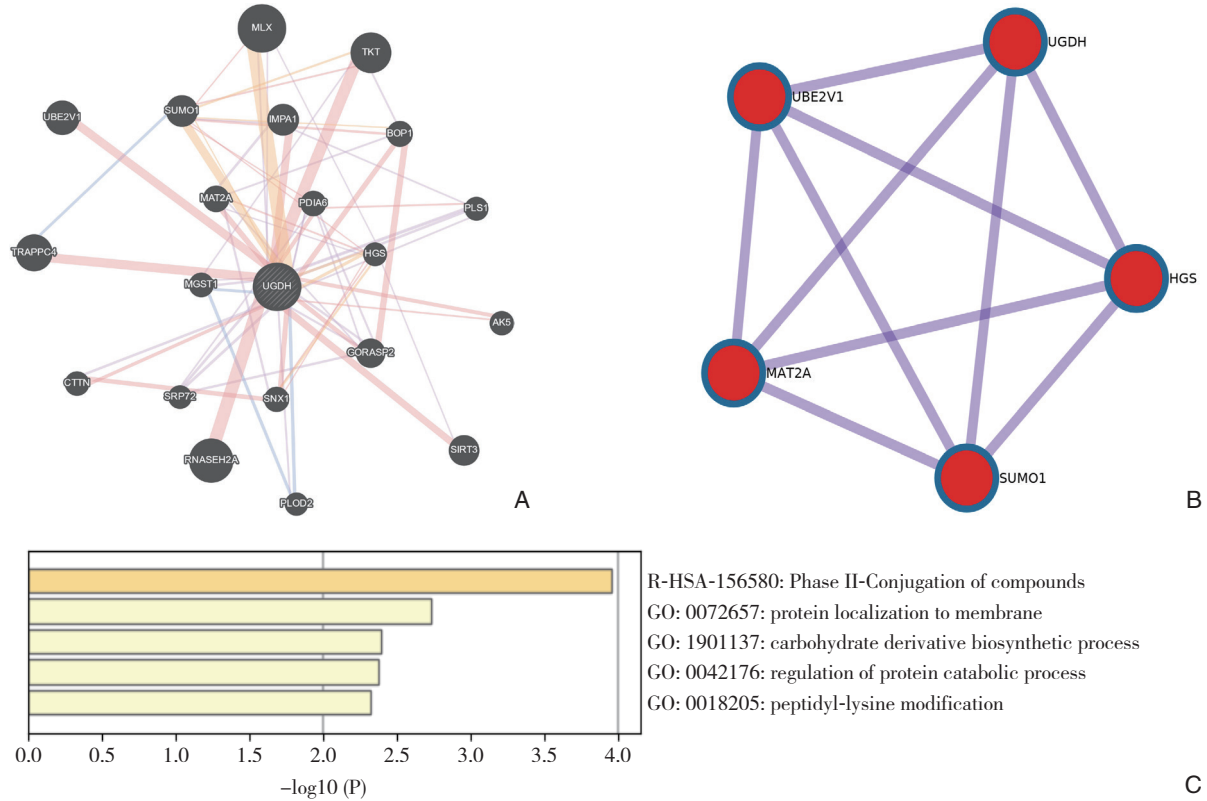 MLX
TKT
SUMO1
UBE2V1
IMPA1
BOP1
MAT2A
PDIA6
PLS1
TRAPPC4
HGS
MGST1
UGDH
AK5
GORASP2
CTTN
SRP72
SNX1
SIRT3
RNASEH2A
PLOD2
A
UGDH
UBE2V1
HGS
MAT2A
SUMO1
B
R-HSA-156580: Phase II-Conjugation of compounds
GO: 0072657: protein localization to membrane
GO: 1901137: carbohydrate derivative biosynthetic process
GO: 0042176: regulation of protein catabolic process
GO: 0018205: peptidyl-lysine modification
0.0 0.5 1.0 1.5 2.0 2.5 3.0 3.5 4.0
−log10 (P)
C